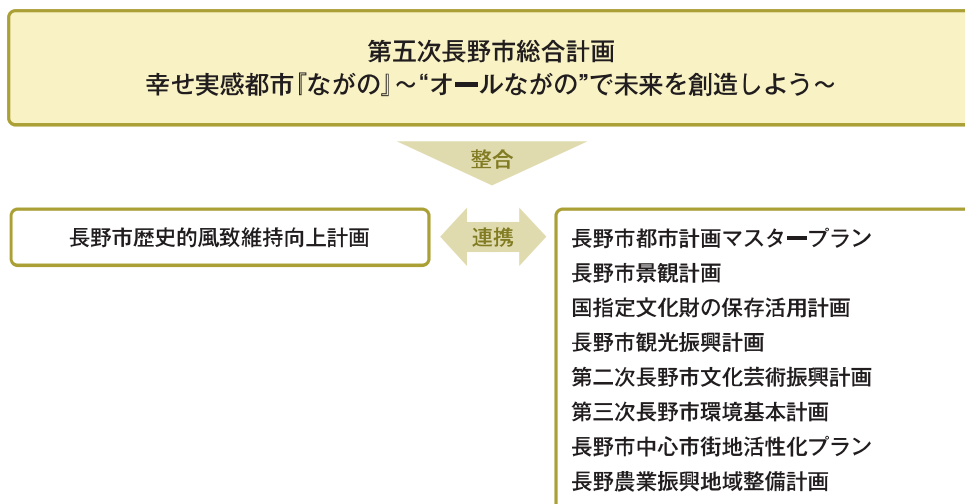 第五次長野市総合計画
幸せ実感都市『ながの』～“オールながの”で未来を創造しよう～
整合
長野市歴史的風致維持向上計画
連携
長野市都市計画マスタープラン
長野市景観計画
国指定文化財の保存活用計画
長野市観光振興計画
第二次長野市文化芸術振興計画
第三次長野市環境基本計画
長野市中心市街地活性化プラン
長野農業振興地域整備計画